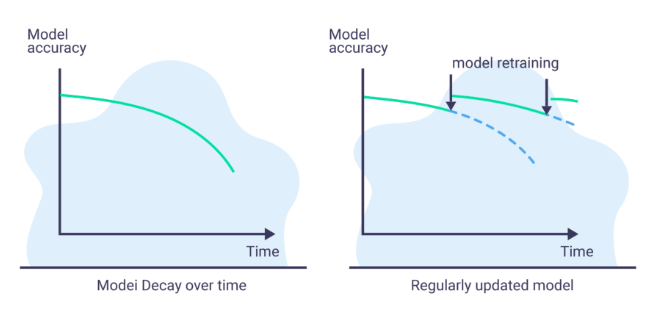 Model
accuracy
Time
Modei Decay over time
Model
accuracy
model retraining
Time
Regularly updated model